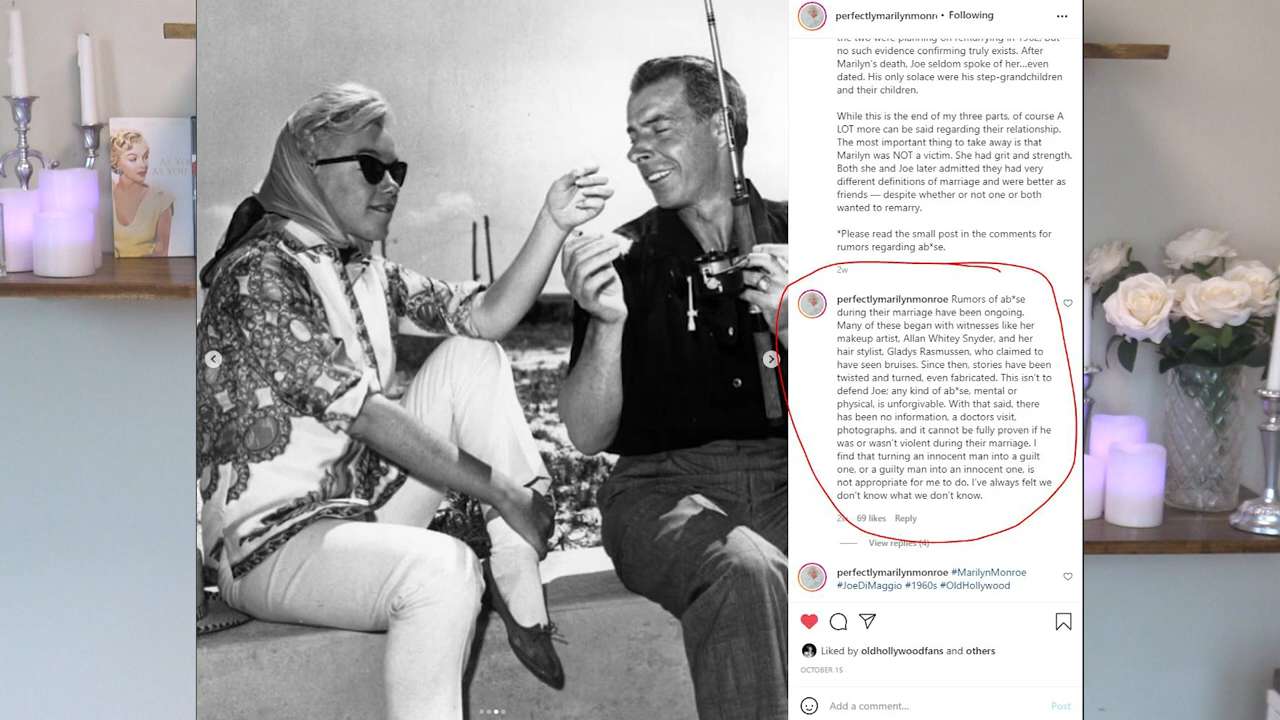 perfectlymarilynmonr • Following
the two were planning on remarrying in 1962, but
no such evidence confirming truly exists. After
Marilyn's death, Joe seldom spoke of her...even
dated. His only solace were his step-grandchildren
and their children.
While this is the end of my three parts, of course A
LOT more can be said regarding their relationship.
The most important thing to take away is that
Marilyn was NOT a victim. She had grit and strength.
Both she and Joe later admitted they had very
different definitions of marriage and were better as
friends — despite whether or not one or both
wanted to remarry.
*Please read the small post in the comments for
rumors regarding ab*se.
2w
perfectlymarilynmonroe Rumors of ab*se
during their marriage have been ongoing.
Many of these began with witnesses like her
makeup artist, Allan Whitey Snyder, and her
hair stylist, Gladys Rasmussen, who claimed to
have seen bruises. Since then, stories have been
twisted and turned, even fabricated. This isn't to
defend Joe; any kind of ab*se, mental or
physical, is unforgivable. With that said, there
has been no information, a doctors visit,
photographs, and it cannot be fully proven if he
was or wasn't violent during their marriage. I
find that turning an innocent man into a guilt
one, or a guilty man into an innocent one, is
not appropriate for me to do. I've always felt we
don't know what we don't know.
2w 69 likes Reply
View replies (4)
perfectlymarilynmonroe #MarilynMonroe
#JoeDiMaggio #1960s #OldHollywood
Liked by oldhollywoodfans and others
OCTOBER 15
Add a comment...
Post